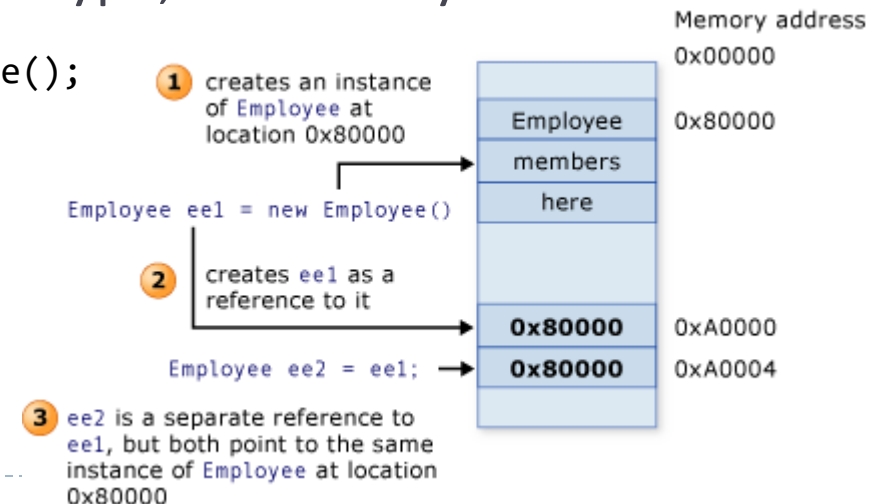 e();
Memory address
0x00000
1 creates an instance
of Employee at
location 0x80000
Employee 0x80000
members
here
Employee ee1 = new Employee()
2 creates ee1 as a
reference to it
0x80000 0xA0000
Employee ee2 = ee1; 0x80000 0xA0004
3 ee2 is a separate reference to
ee1, but both point to the same
instance of Employee at location
0x80000